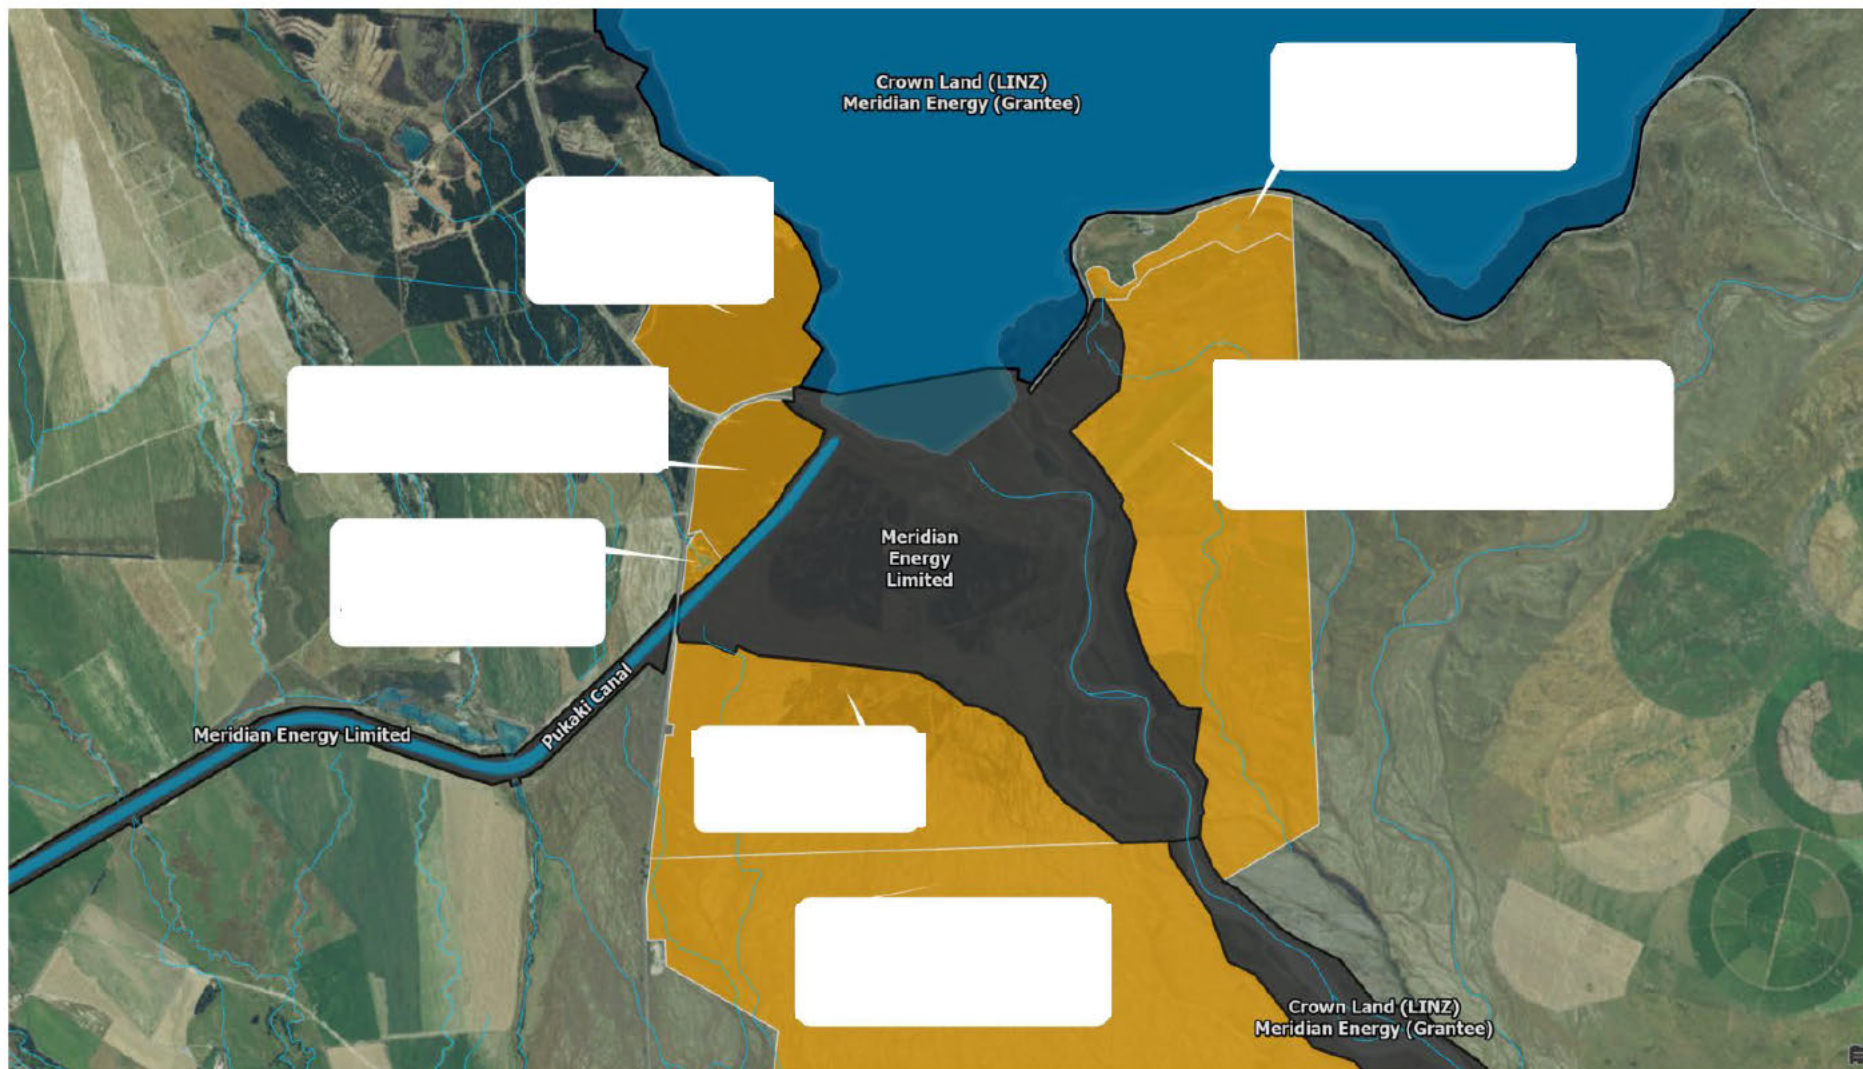 Crown Land (LINZ)
Meridian Energy (Grantee)
Meridian
Energy
Limited
Pukaki Canal
Meridian Energy Limited
Crown Land (LINZ)
Meridian Energy (Grantee)